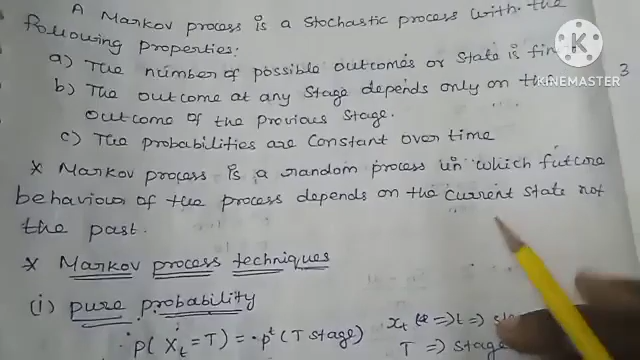 A Markov process is a stochastic process with the
following properties:
a) The number of possible outcomes or state is fin
KINEMASTER
b) The outcome at any stage depends only on the
outcome of the previous stage.
3
c) The probabilities are constant over time
* Markov process is a random process in which future
behaviour of the process depends on the current state not
the past.
* Markov process techniques
(i) pure probability
P(Xt = T) = pt (T stage)
T => stage